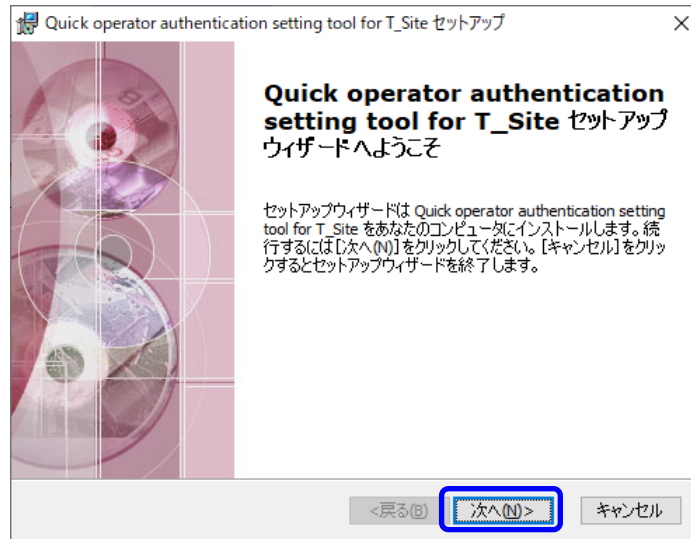 Quick operator authentication setting tool for T_Site セットアップ
Quick operator authentication
setting tool for T_Site セットアップ
ウィザードへようこそ
セットアップウィザードは Quick operator authentication setting
tool for T_Site をあなたのコンピュータにインストールします。続
行するには[次へ(N)]をクリックしてください。[キャンセル]をクリッ
クするとセットアップウィザードを終了します。
<戻る(B)
次へ(N)>
キャンセル